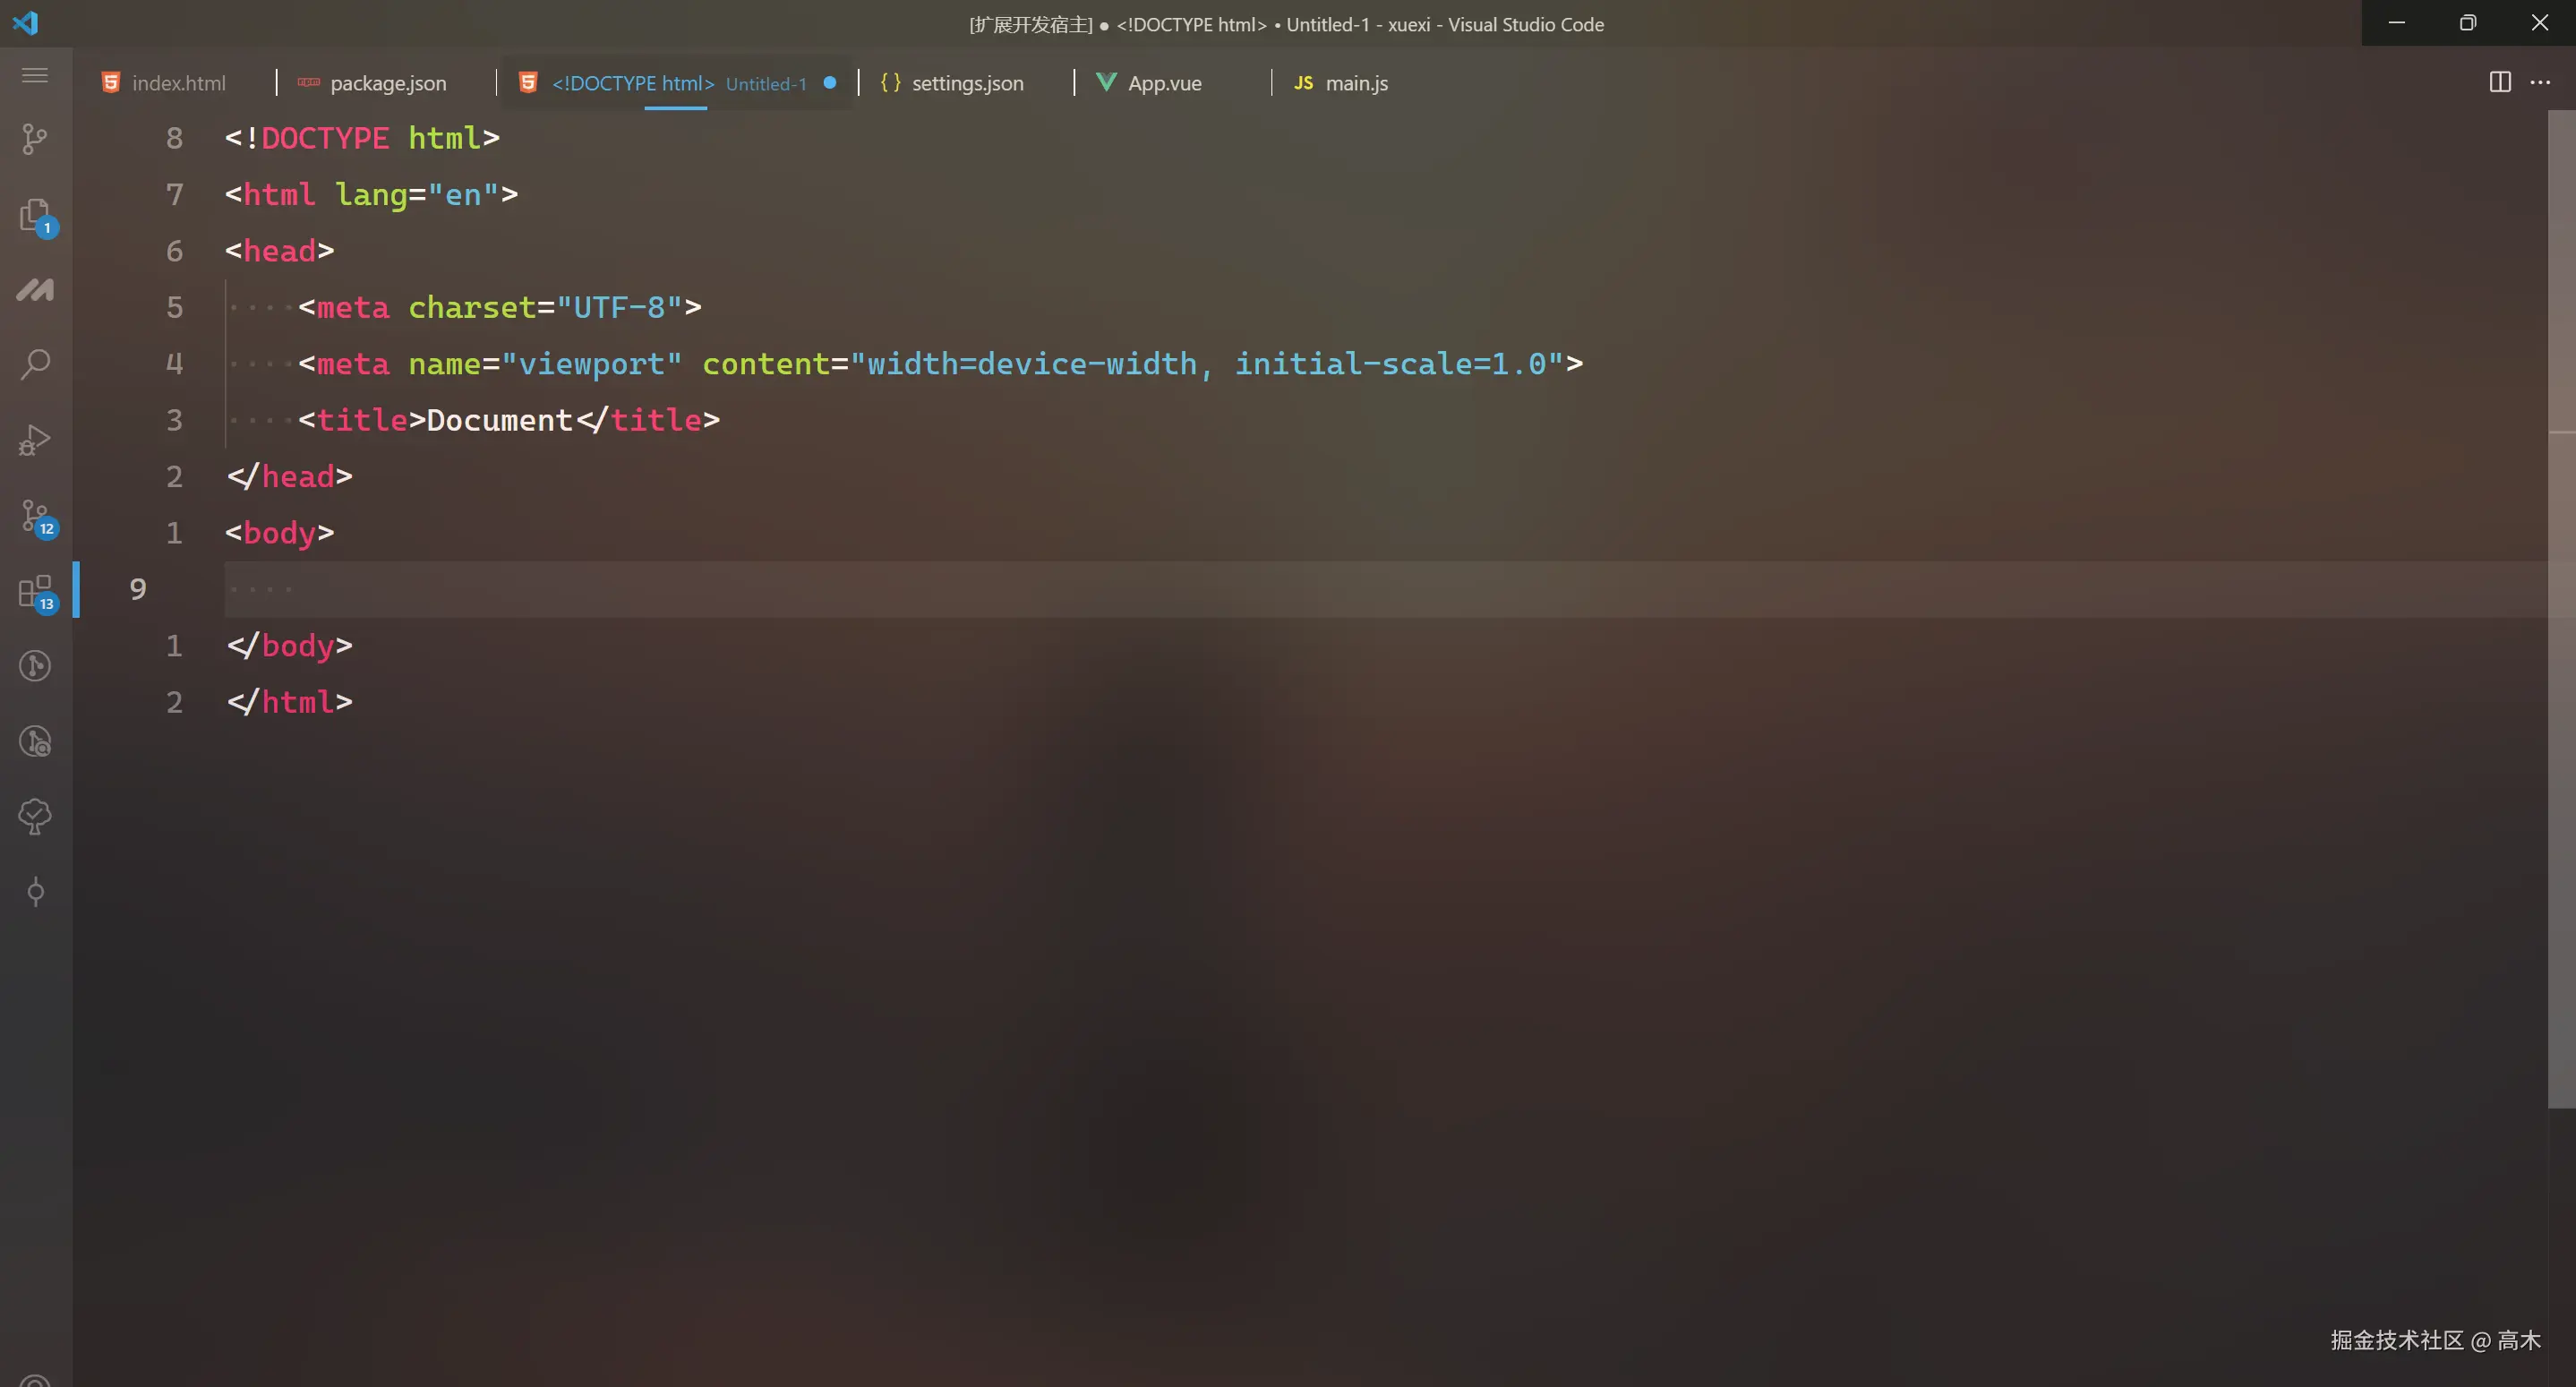 [扩展开发宿主] ● <!DOCTYPE html> • Untitled-1 - xuexi - Visual Studio Code
index.html package.json <!DOCTYPE html> Untitled-1 {} settings.json App.vue JS main.js
8 <!DOCTYPE html>
7 <html lang="en">
6 <head>
5 <meta charset="UTF-8">
4 <meta name="viewport" content="width=device-width, initial-scale=1.0">
3 <title>Document</title>
2 </head>
1 <body>
9
1 </body>
2 </html>
1
12
13
掘金技术社区 @ 高木